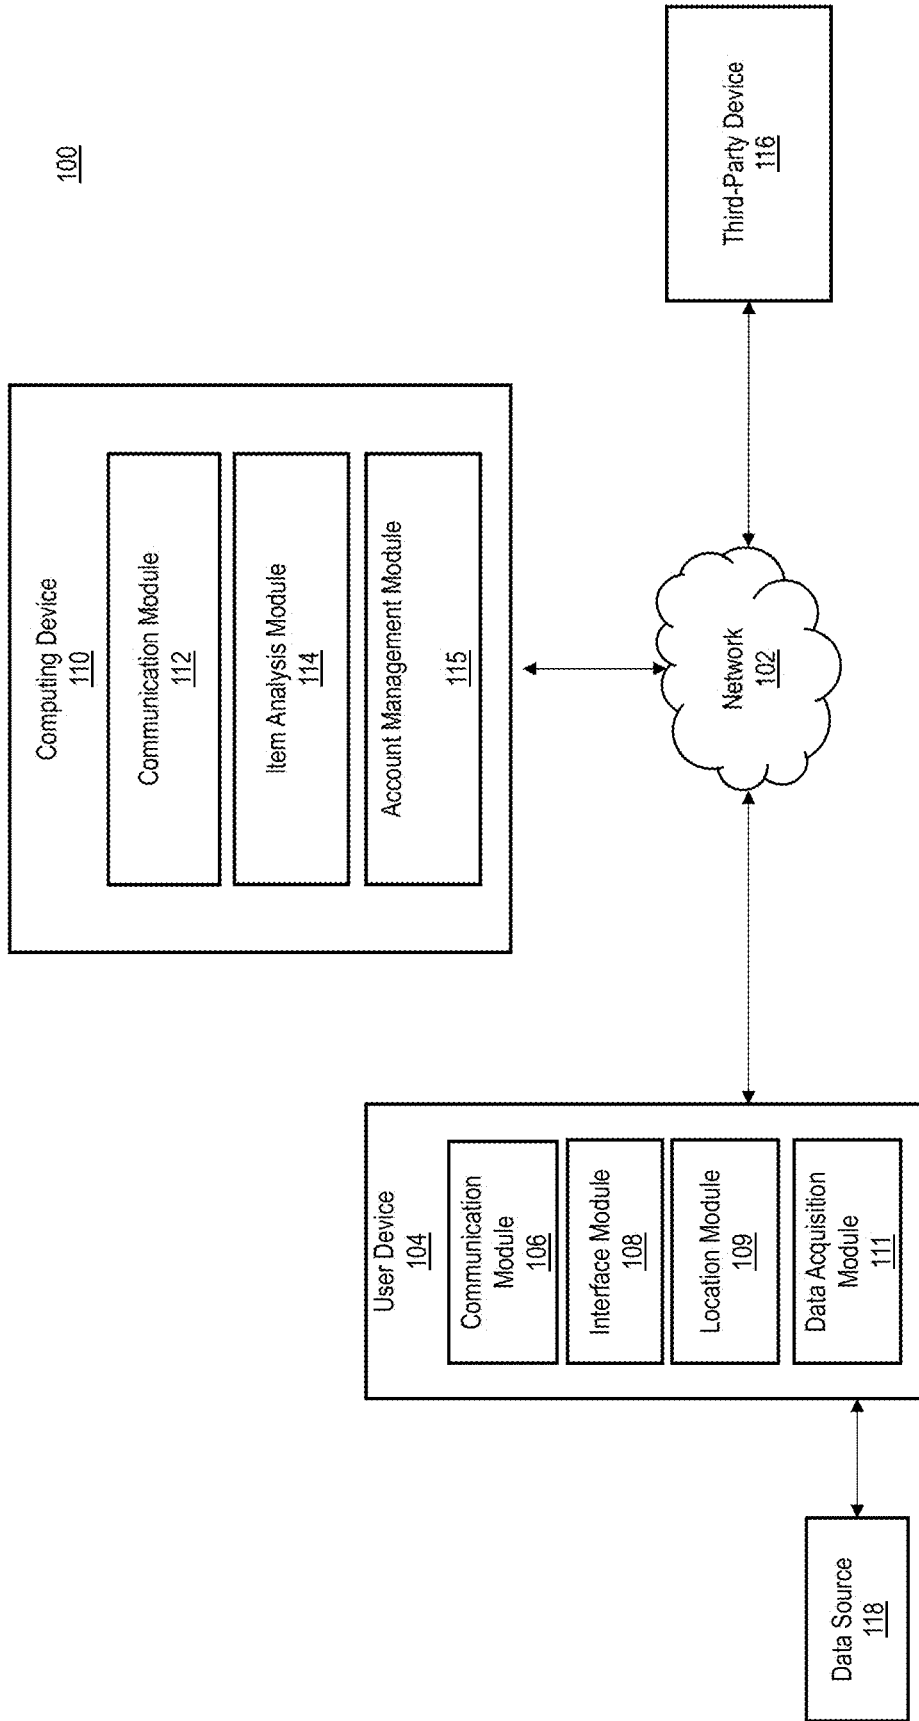 100
Computing Device
110
Communication Module
112
Item Analysis Module
114
Account Management Module
115
User Device
104
Communication
Module
106
Interface Module
108
Location Module
109
Data Acquisition
Module
111
Network
102
Third-Party Device
116
Data Source
118